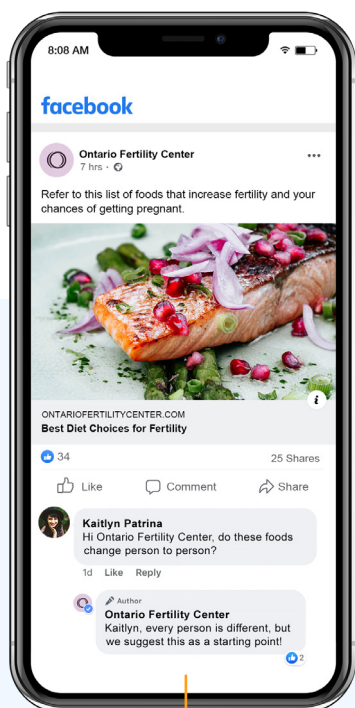 8:08 AM
facebook
Ontario Fertility Center
7 hrs ·
Refer to this list of foods that increase fertility and your
chances of getting pregnant.
i
ONTARIOFERTILITYCENTER.COM
Best Diet Choices for Fertility
34
25 Shares
Like Comment Share
Kaitlyn Patrina
Hi Ontario Fertility Center, do these foods
change person to person?
1d Like Reply
Author
Ontario Fertility Center
Kaitlyn, every person is different, but
we suggest this as a starting point!
2